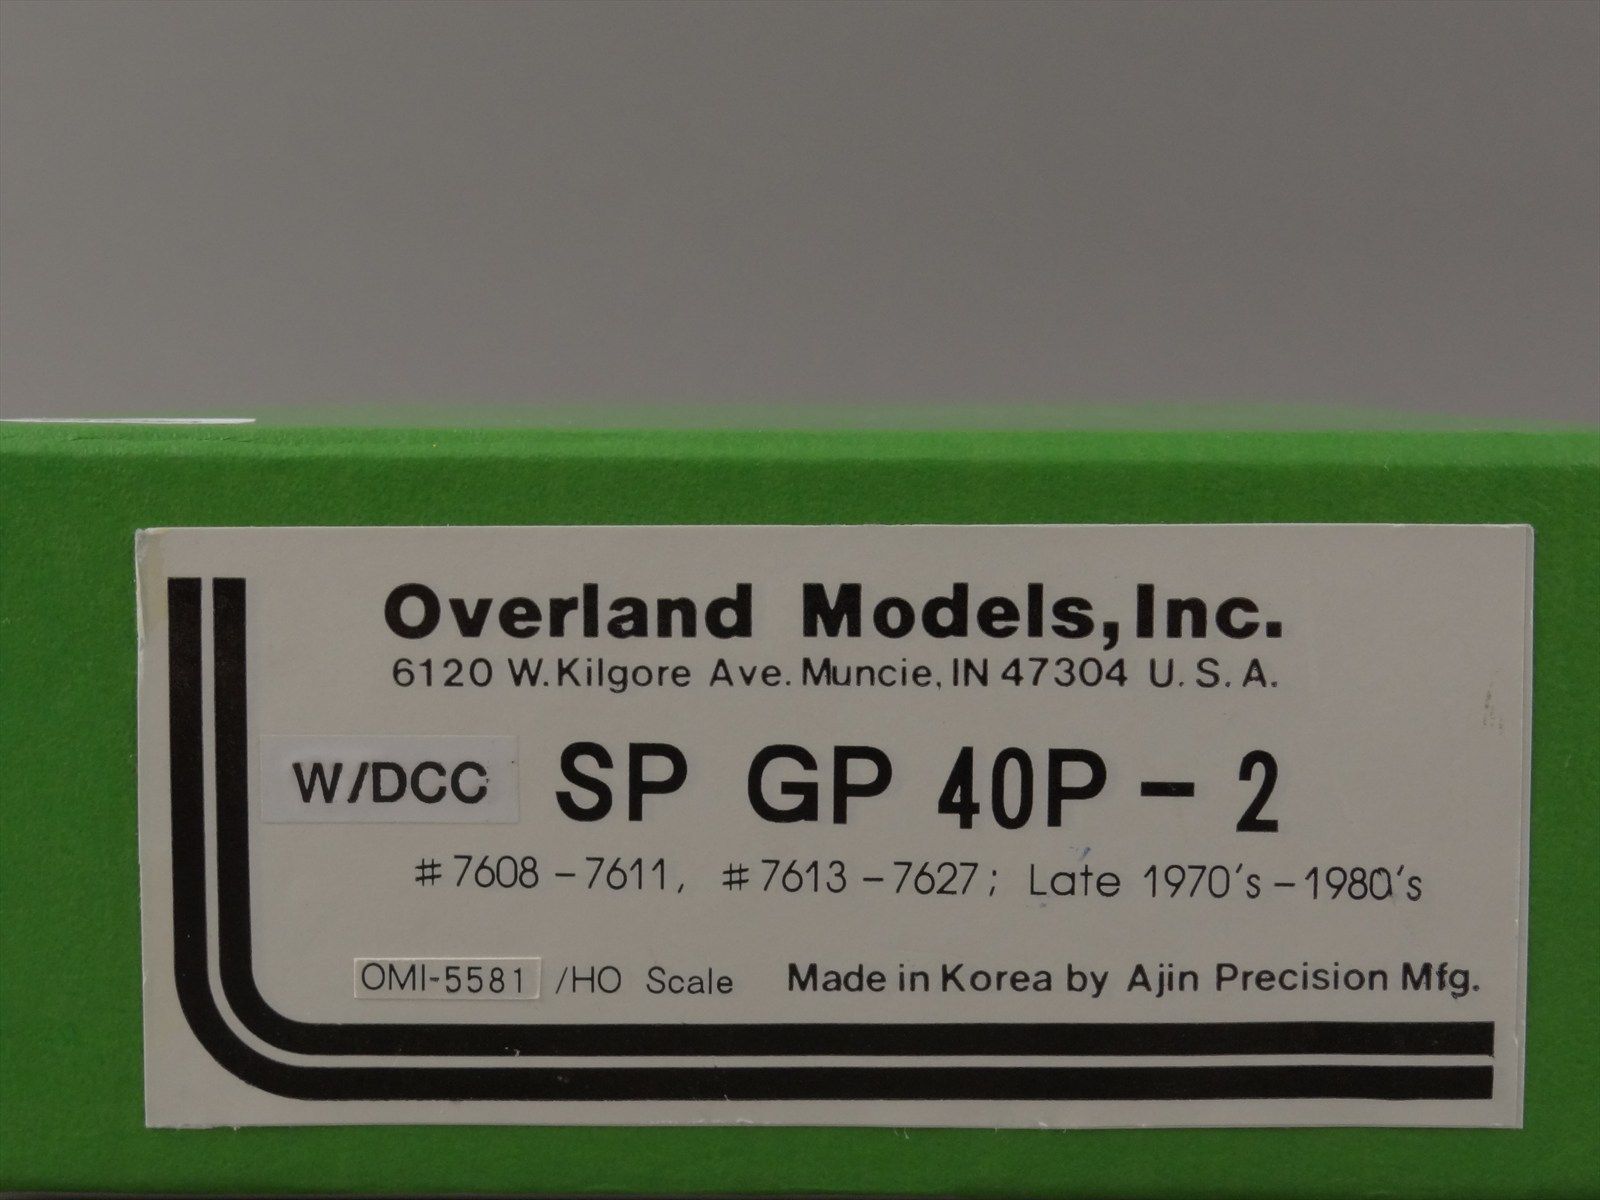 Overland Models, Inc.
6120 W. Kilgore Ave. Muncie, IN 47304 U. S. A.
W/DCC SP GP 40P - 2
# 7608 - 7611, # 7613 - 7627; Late 1970's - 1980's
OMI-5581 /HO Scale Made in Korea by Ajin Precision Mfg.